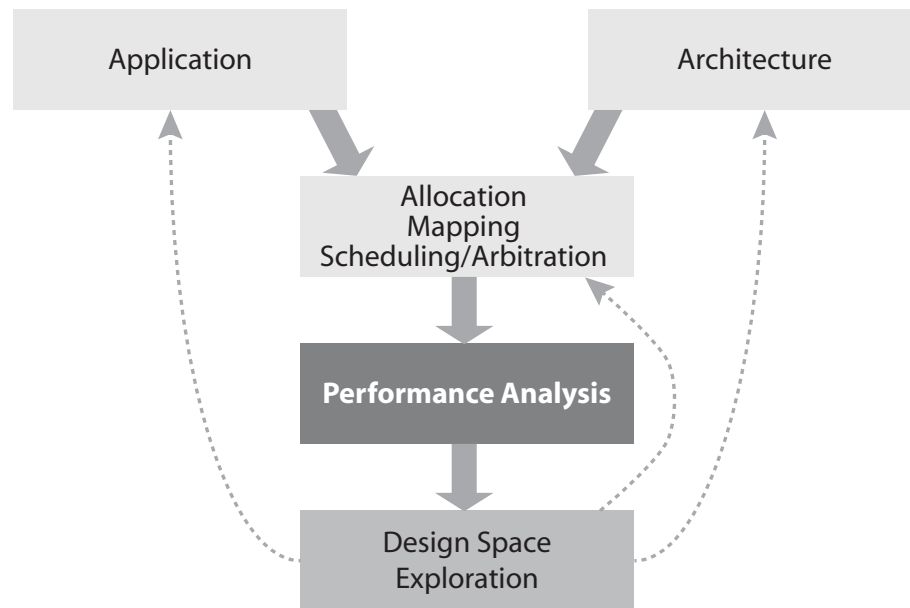 Application
Architecture
Allocation
Mapping
Scheduling/Arbitration
Performance Analysis
Design Space
Exploration